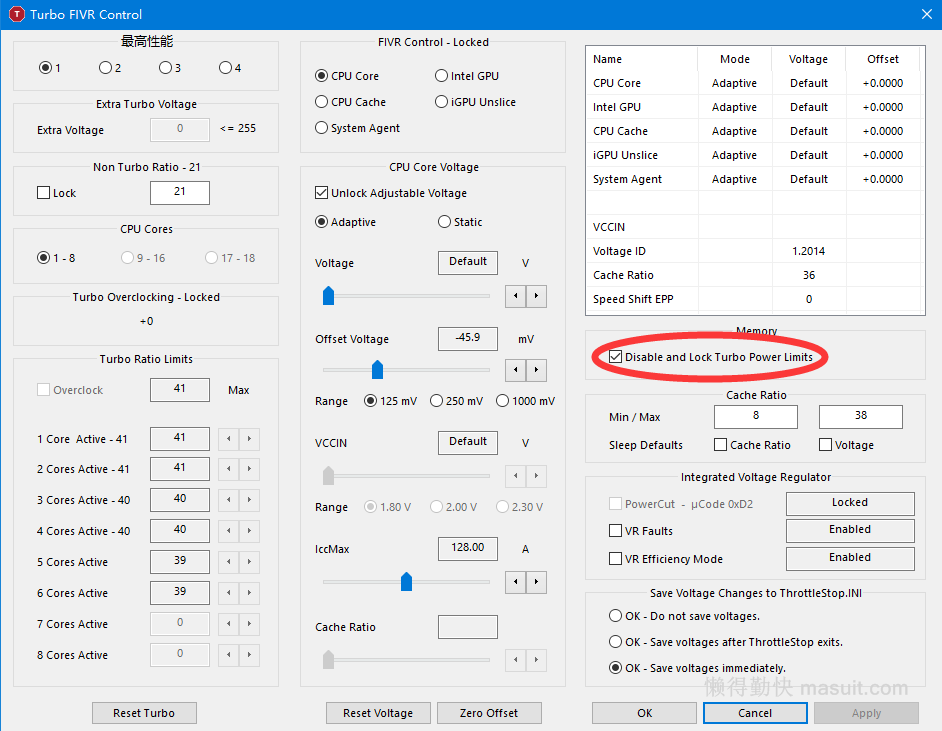 Turbo FIVR Control
最高性能
1 2 3 4
Extra Turbo Voltage
Extra Voltage 0 <= 255
Non Turbo Ratio - 21
Lock 21
CPU Cores
1 - 8 9 - 16 17 - 18
Turbo Overclocking - Locked
+0
Turbo Ratio Limits
Overclock 41 Max
1 Core Active - 41 41
2 Cores Active - 41 41
3 Cores Active - 40 40
4 Cores Active - 40 40
5 Cores Active 39
6 Cores Active 39
7 Cores Active 0
8 Cores Active 0
Reset Turbo
FIVR Control - Locked
CPU Core Intel GPU
CPU Cache iGPU Unslice
System Agent
CPU Core Voltage
Unlock Adjustable Voltage
Adaptive Static
Voltage Default V
Offset Voltage -45.9 mV
Range 125 mV 250 mV 1000 mV
VCCIN Default V
Range 1.80 V 2.00 V 2.30 V
IccMax 128.00 A
Cache Ratio
Reset Voltage Zero Offset
Name Mode Voltage Offset
CPU Core Adaptive Default +0.0000
Intel GPU Adaptive Default +0.0000
CPU Cache Adaptive Default +0.0000
iGPU Unslice Adaptive Default +0.0000
System Agent Adaptive Default +0.0000
VCCIN
Voltage ID 1.2014
Cache Ratio 36
Speed Shift EPP 0
Memory
Disable and Lock Turbo Power Limits
Cache Ratio
Min / Max 8 38
Sleep Defaults Cache Ratio Voltage
Integrated Voltage Regulator
PowerCut - µCode 0xD2 Locked
VR Faults Enabled
VR Efficiency Mode Enabled
Save Voltage Changes to ThrottleStop.INI
OK - Do not save voltages.
OK - Save voltages after ThrottleStop exits.
OK - Save voltages immediately.
懒得勤快 masuit.com
OK Cancel Apply